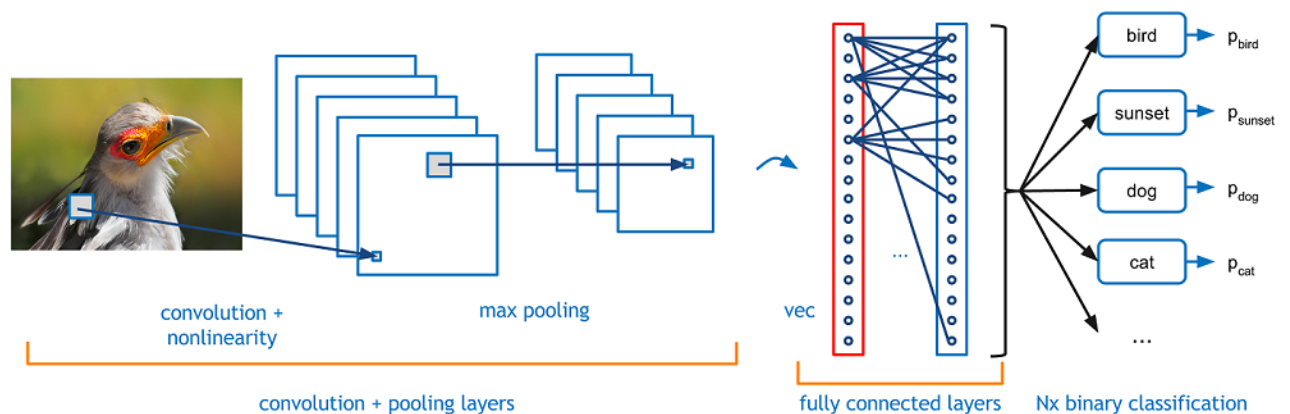 bird
p_bird
sunset
p_sunset
dog
p_dog
cat
p_cat
...
...
convolution +
nonlinearity
max pooling
vec
convolution + pooling layers
fully connected layers
Nx binary classification